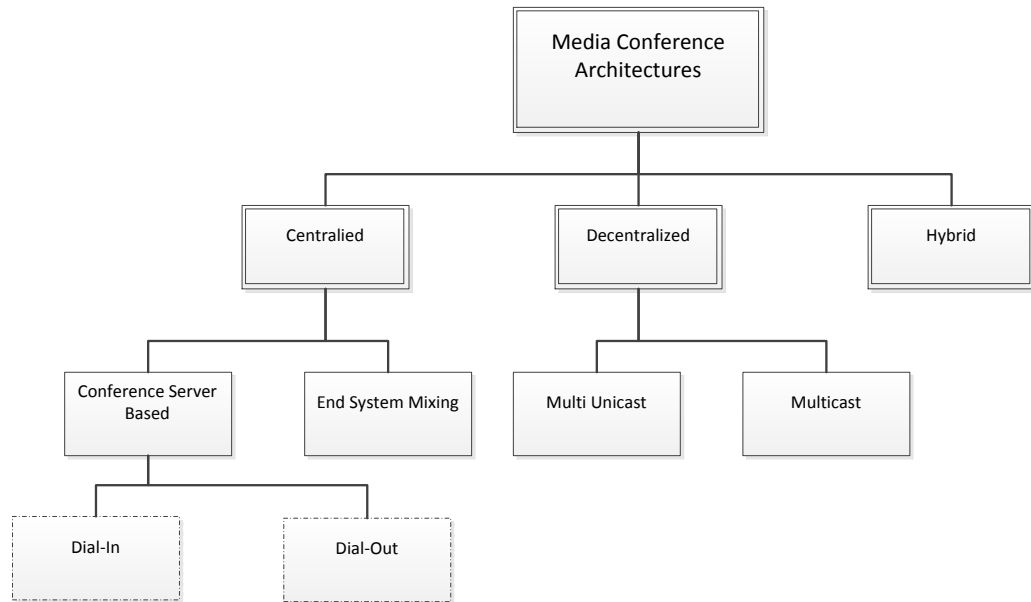 Media Conference
Architectures
Centralied
Decentralized
Hybrid
Conference Server
Based
End System Mixing
Multi Unicast
Multicast
Dial-In
Dial-Out